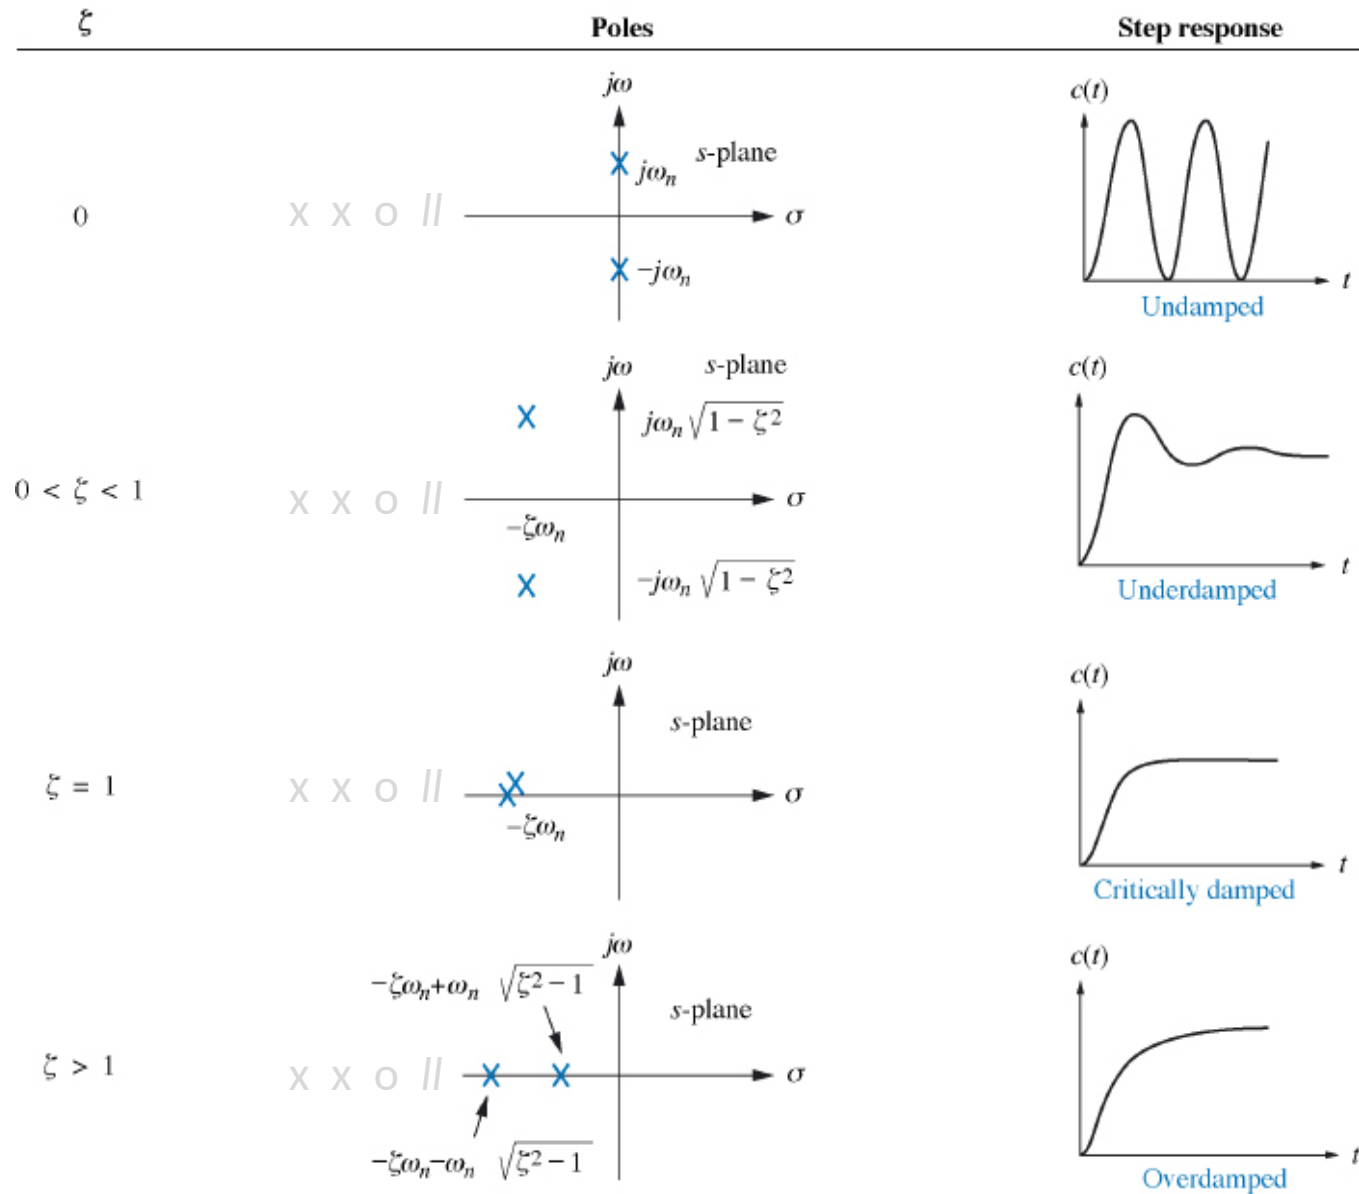 ζ Poles Step response
jω
c(t)
s-plane
jωₙ
0
x x o //
σ
−jωₙ
t
Undamped
jω
s-plane
c(t)
jωₙ √(1 − ζ²)
0 < ζ < 1
x x o //
σ
−ζωₙ
−jωₙ √(1 − ζ²)
t
Underdamped
jω
c(t)
s-plane
ζ = 1
x x o //
σ
−ζωₙ
t
Critically damped
jω
c(t)
−ζωₙ+ωₙ √(ζ² − 1)
s-plane
ζ > 1
x x o //
σ
−ζωₙ−ωₙ √(ζ² − 1)
t
Overdamped